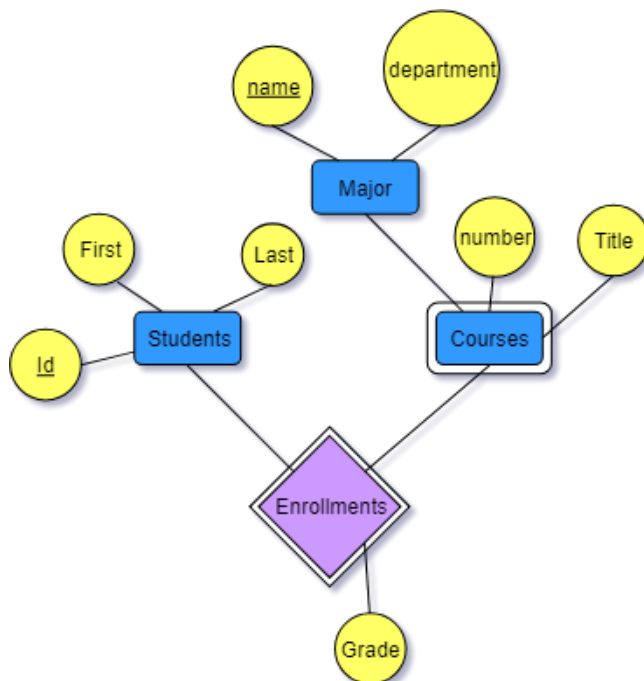 name
department
Major
First
Last
number
Title
Id
Students
Courses
Enrollments
Grade